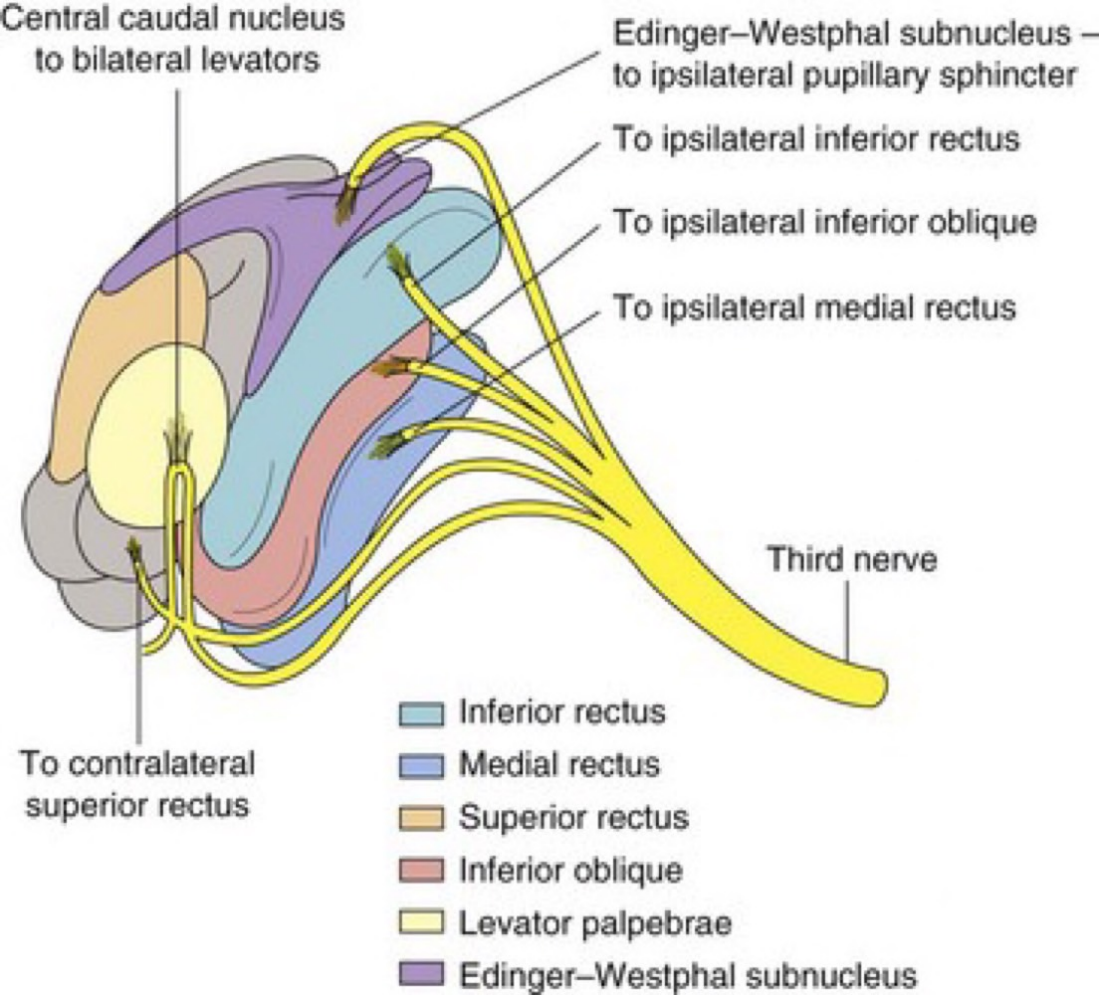 Central caudal nucleus
to bilateral levators
Edinger–Westphal subnucleus –
to ipsilateral pupillary sphincter
To ipsilateral inferior rectus
To ipsilateral inferior oblique
To ipsilateral medial rectus
Third nerve
To contralateral
superior rectus
Inferior rectus
Medial rectus
Superior rectus
Inferior oblique
Levator palpebrae
Edinger–Westphal subnucleus